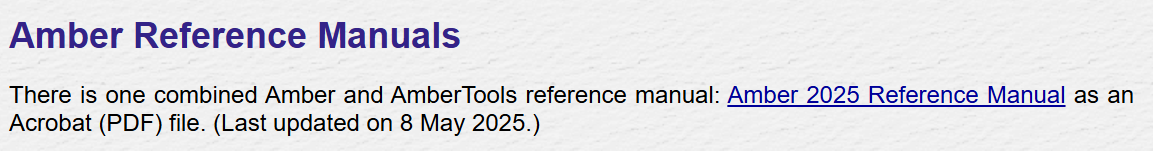 Amber Reference Manuals
There is one combined Amber and AmberTools reference manual: Amber 2025 Reference Manual as an
Acrobat (PDF) file. (Last updated on 8 May 2025.)